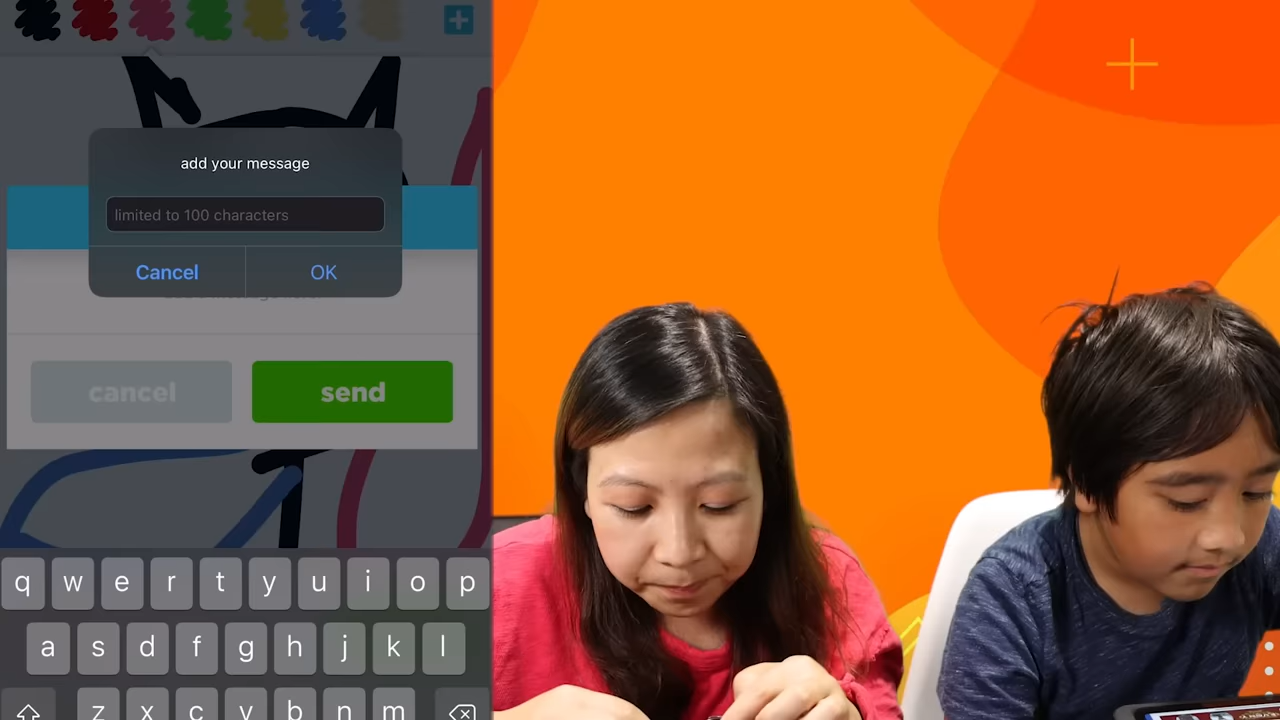 add your message
limited to 100 characters
Cancel OK
cancel send
q w e r t y u i o p
a s d f g h j k l
z x c v b n m